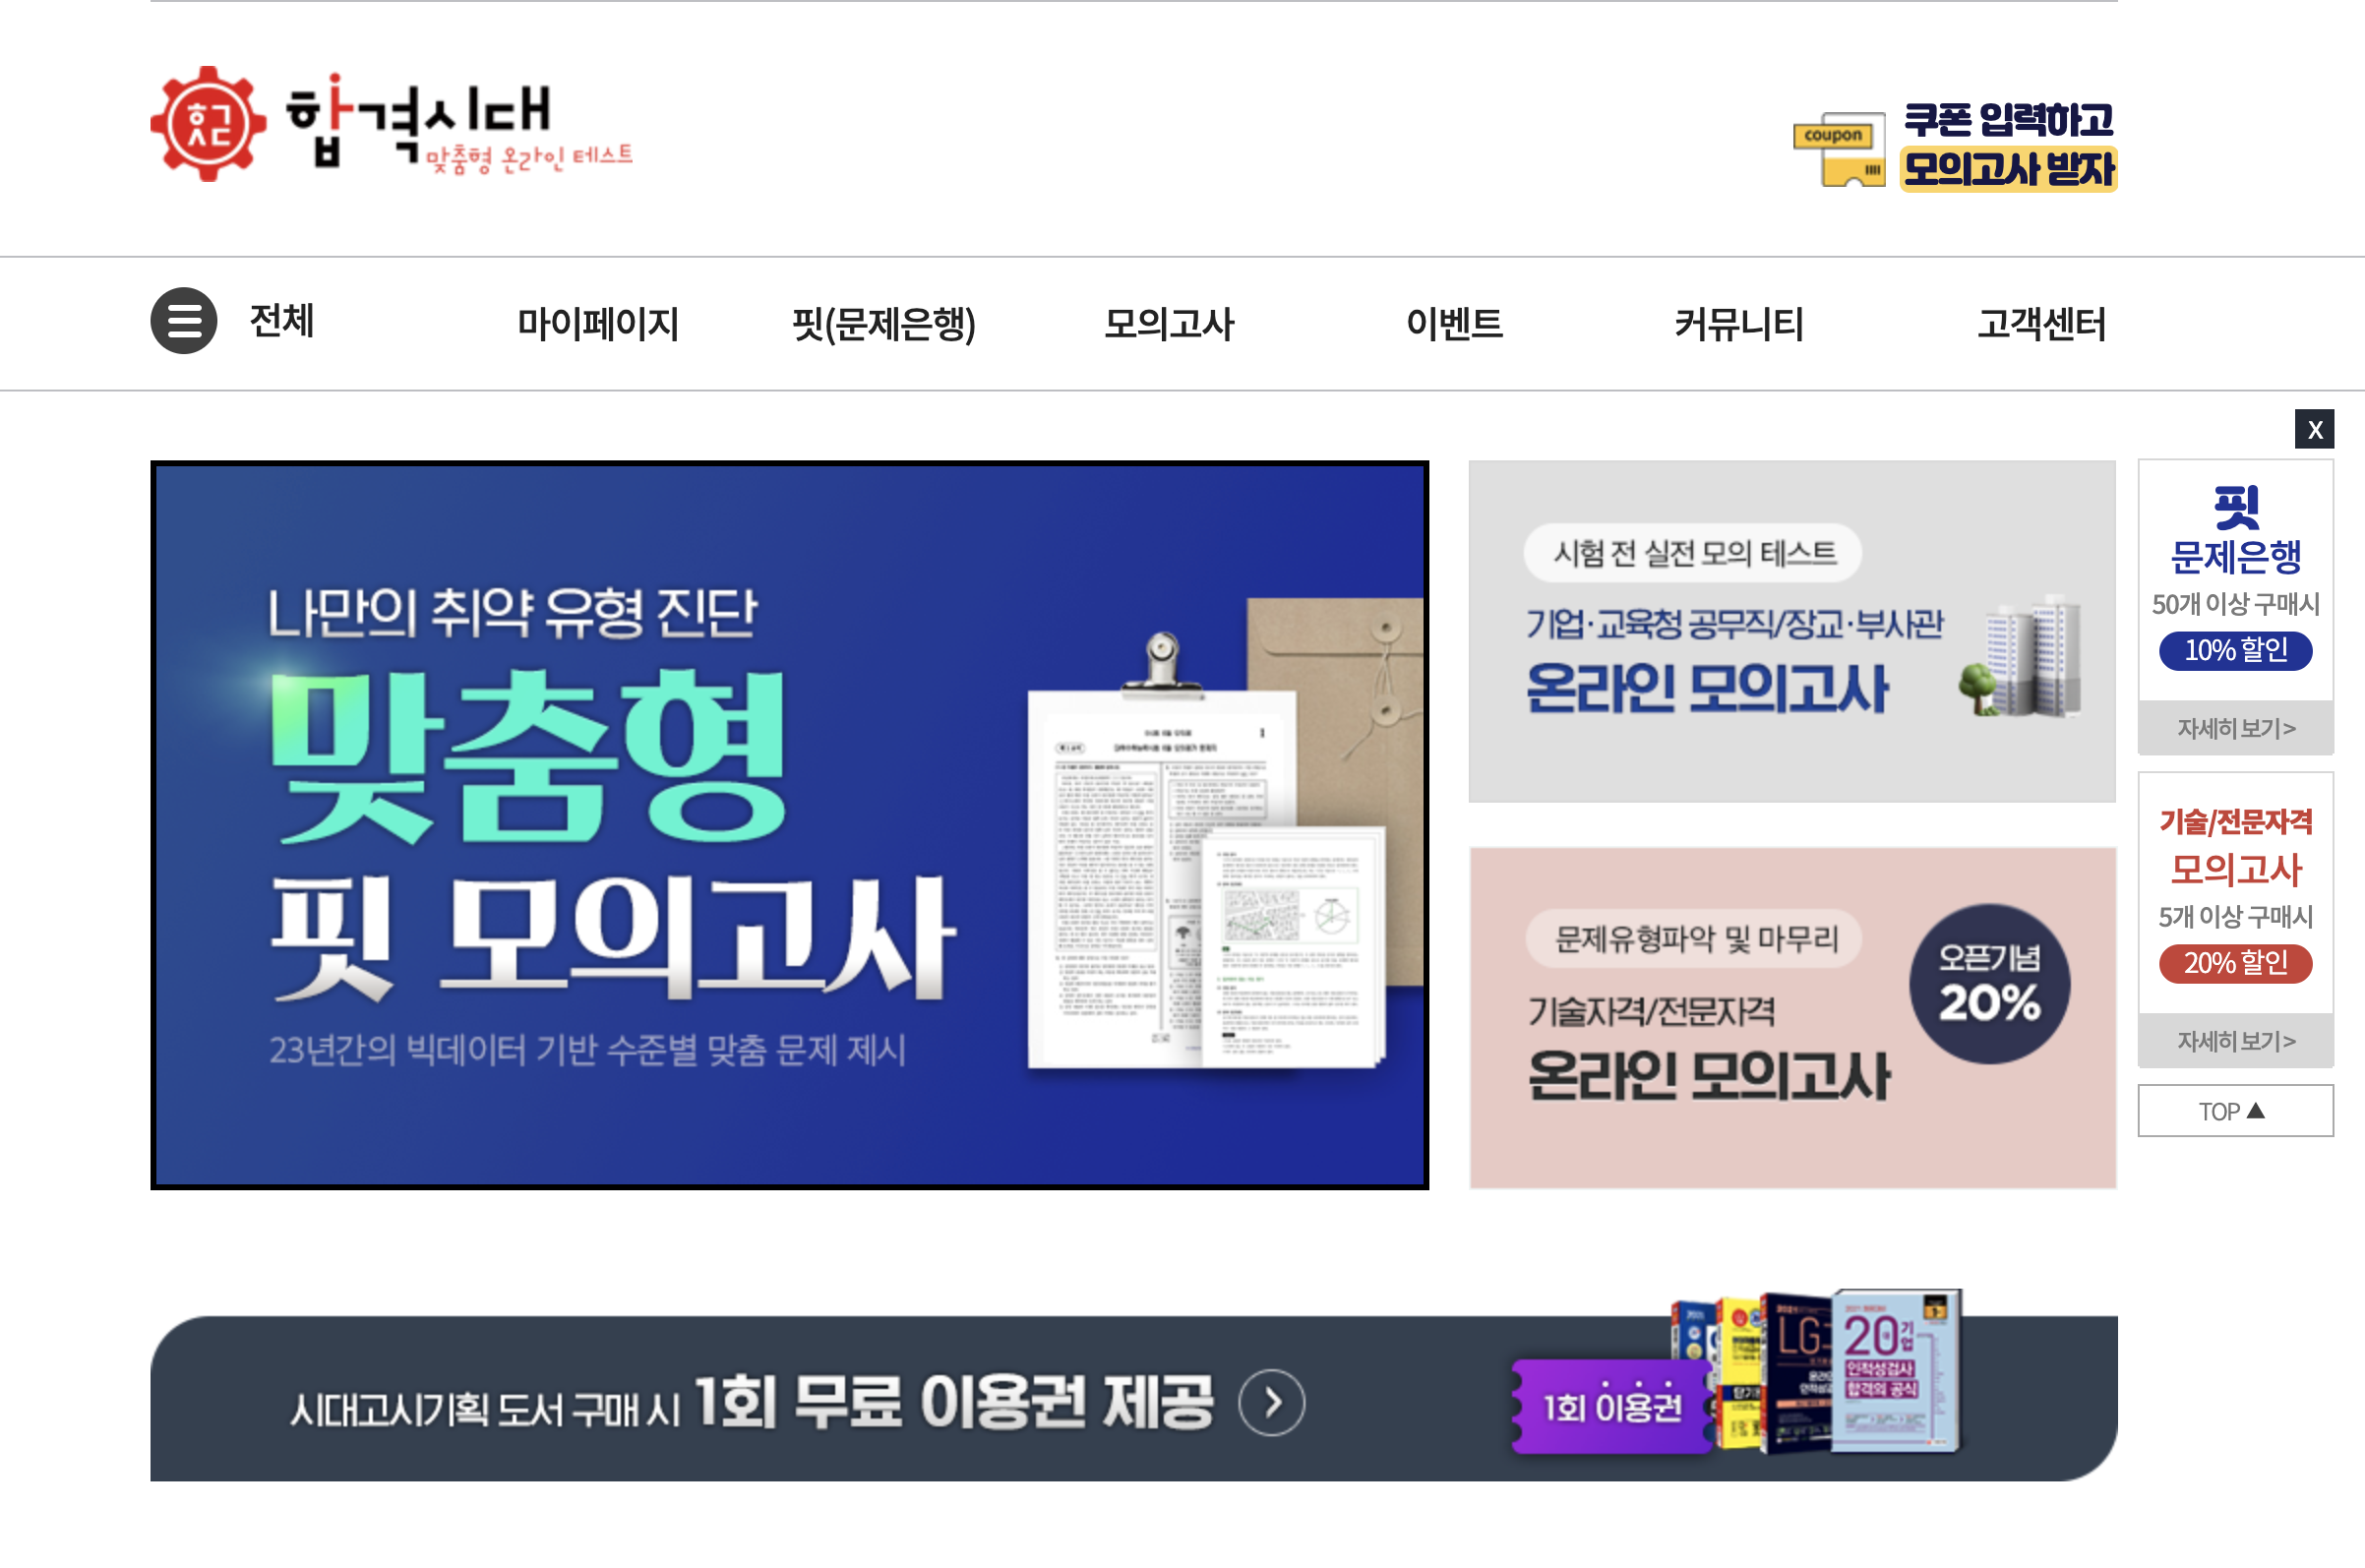 합격시대
맞춤형 온라인 테스트
coupon
쿠폰 입력하고
모의고사 받자
전체
마이페이지
핏(문제은행)
모의고사
이벤트
커뮤니티
고객센터
나만의 취약 유형 진단
맞춤형
핏 모의고사
23년간의 빅데이터 기반 수준별 맞춤 문제 제시
시험 전 실전 모의 테스트
기업·교육청 공무직/장교·부사관
온라인 모의고사
문제유형파악 및 마무리
기술자격/전문자격
온라인 모의고사
오픈기념
20%
X
핏
문제은행
50개 이상 구매시
10% 할인
자세히 보기 >
기술/전문자격
모의고사
5개 이상 구매시
20% 할인
자세히 보기 >
TOP ▲
시대고시기획 도서 구매 시 1회 무료 이용권 제공
1회 이용권
LG
20대기업
인적성검사
합격의 공식